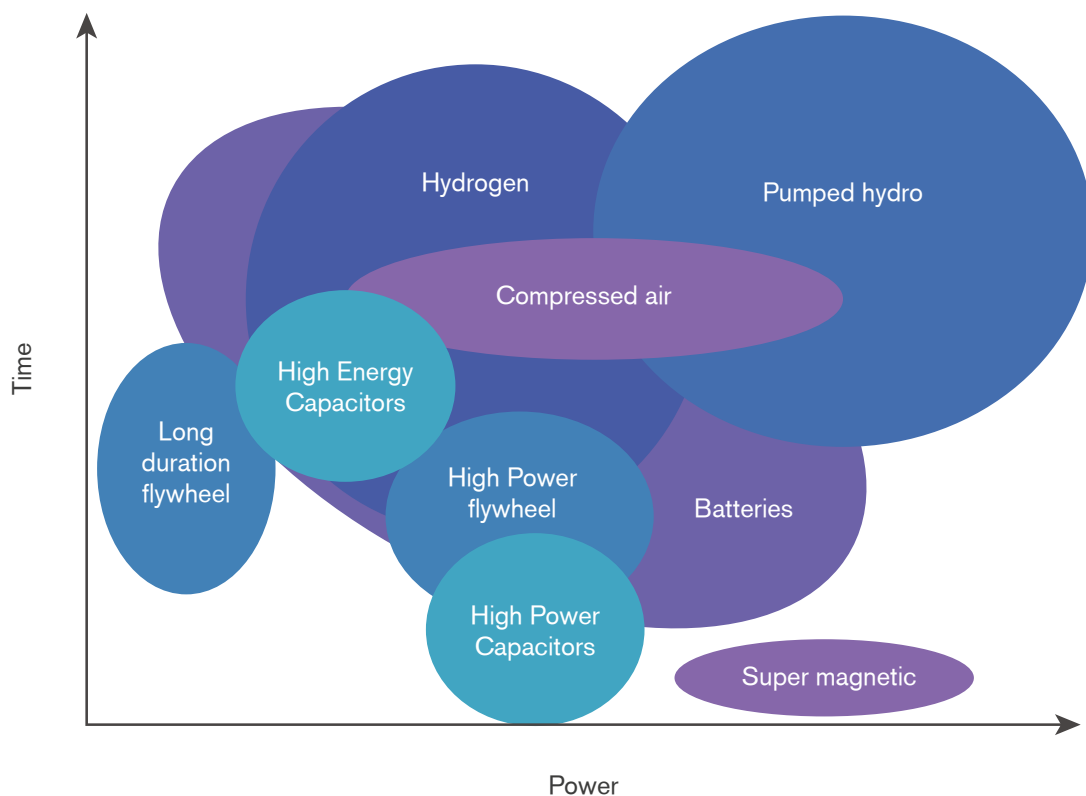 Hydrogen
Pumped hydro
Compressed air
High Energy
Capacitors
Time
Long
duration
flywheel
High Power
flywheel
Batteries
High Power
Capacitors
Super magnetic
Power